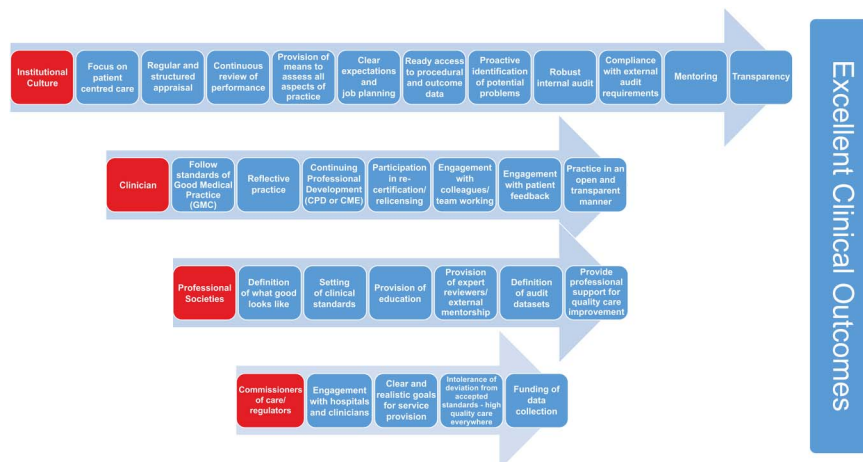 Institutional
Culture
Focus on
patient
centred care
Regular and
structured
appraisal
Continuous
review of
performance
Provision of
means to
assess all
aspects of
practice
Clear
expectations
and
job planning
Ready access
to procedural
and outcome
data
Proactive
identification
of potential
problems
Robust
internal audit
Compliance
with external
audit
requirements
Mentoring
Transparency
Clinician
Follow
standards of
Good Medical
Practice
(GMC)
Reflective
practice
Continuing
Professional
Development
(CPD or CME)
Participation
in re-
certification/
relicensing
Engagement
with
colleagues/
team working
Engagement
with patient
feedback
Practice in an
open and
transparent
manner
Professional
Societies
Definition
of what good
looks like
Setting
of clinical
standards
Provision of
education
Provision
of expert
reviewers/
external
mentorship
Definition
of audit
datasets
Provide
professional
support for
quality care
improvement
Commissioners
of care/
regulators
Engagement
with hospitals
and clinicians
Clear and
realistic goals
for service
provision
Intolerance of
deviation from
accepted
standards - high
quality care
everywhere
Funding of
data
collection
Excellent Clinical Outcomes